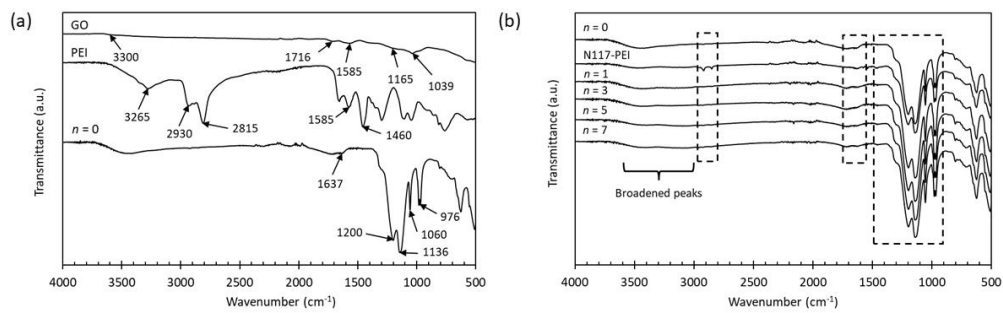 (a)
GO
3300
1716
1585
1165
1039
PEI
3265
2930
2815
1585
1460
n = 0
1637
1200
1136
1060
976
Transmittance (a.u.)
4000 3500 3000 2500 2000 1500 1000 500
Wavenumber (cm-1)
(b)
n = 0
N117-PEI
n = 1
n = 3
n = 5
n = 7
Broadened peaks
Transmittance (a.u.)
4000 3500 3000 2500 2000 1500 1000 500
Wavenumber (cm-1)